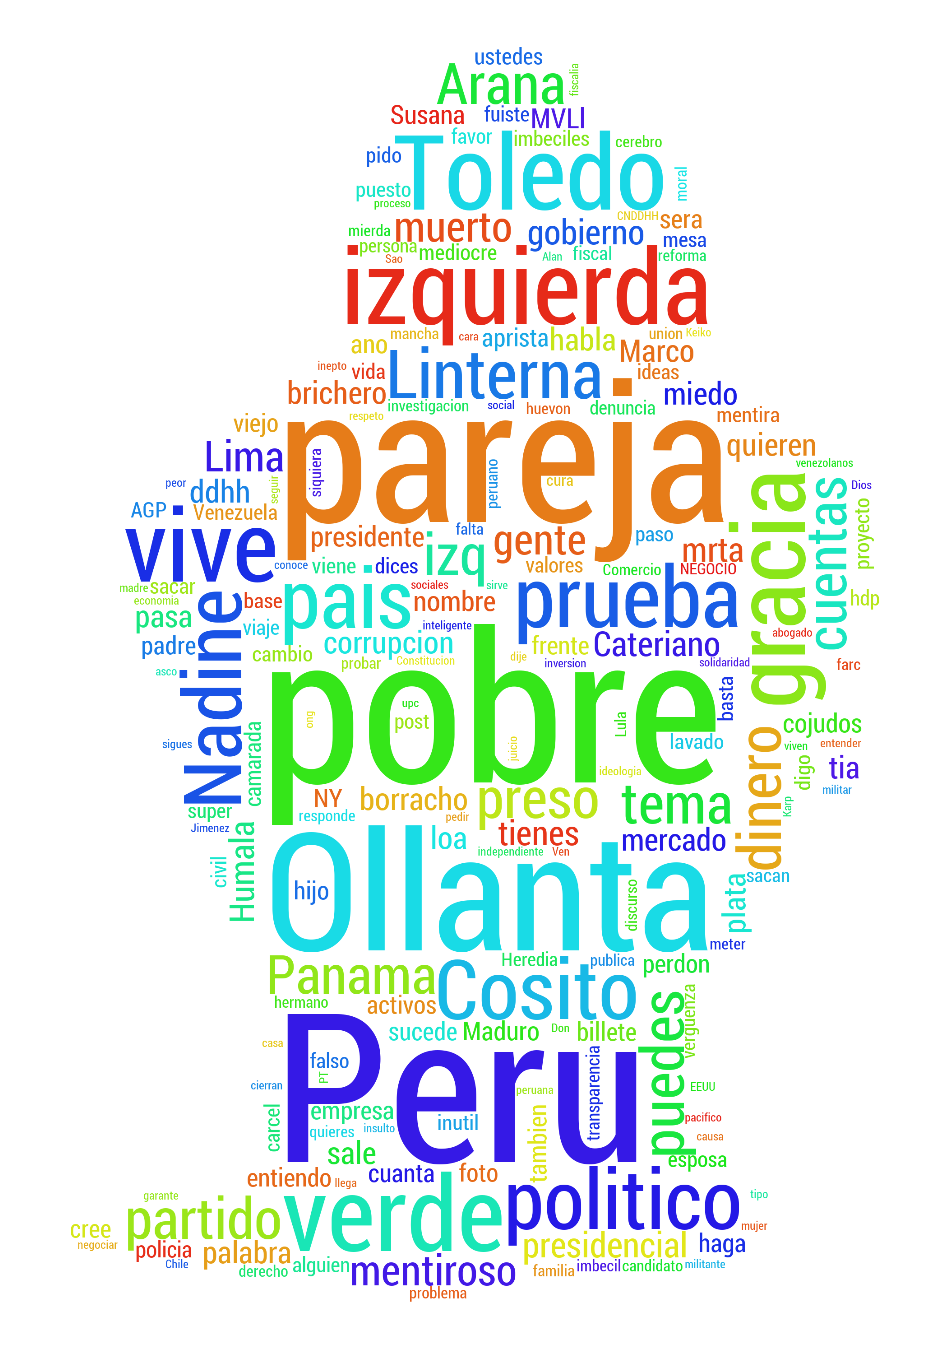 ustedes
Arana
fiscalia
Susana
fuiste
MVLl
favor
imbeciles
cerebro
pido
Toledo
puesto
moral
proceso
muerto
CNDDHH
sera
mierda
gobierno
mesa
persona
mediocre
Sao
Alan
fiscal
reforma
izquierda
mancha
cara
aprista
habla
union
Keiko
ano
Marco
inepto
vida
Linterna
ideas
brichero
investigacion
social
huevon
denuncia
miedo
viejo
respeto
mentira
pareja
Lima
siquiera
quieren
peor
ddhh
seguir
peruano
cura
venezolanos
Dios
AGP
Venezuela
gracia
cuentas
proyecto
vive
presidente
falta
gente
paso
mrta
conoce
viene
dices
izq
valores
Comercio
NEGOCIO
madre
sacar
sociales
sirve
hdp
economia
Nadine
base
pais
nombre
prueba
pasa
viaje
inteligente
abogado
padre
corrupcion
frente
Cateriano
cambio
probar
Constitucion
dije
inversion
solidaridad
farc
asco
pobre
basta
ong
upc
post
Lula
cojudos
sigues
camarada
juicio
lavado
dinero
viven
entender
ideologia
digo
tia
NY
borracho
preso
tema
Karp
militar
super
responde
pedir
Jimenez
Humala
loa
tienes
mercado
independiente
Ven
civil
Ollanta
sacan
hijo
discurso
plata
meter
Panama
Heredia
publica
perdon
hermano
activos
Cosito
verguenza
sucede
Maduro
Don
billete
puedes
casa
Peru
falso
transparencia
cierran
PT
peruana
EEUU
carcel
empresa
pacifico
quieres
insulto
inutil
tambien
causa
sale
esposa
entiendo
llega
cuanta
foto
garante
verde
politico
tipo
cree
partido
mujer
negociar
policia
palabra
presidencial
haga
Chile
derecho
alguien
mentiroso
familia
imbecil
candidato
militante
problema